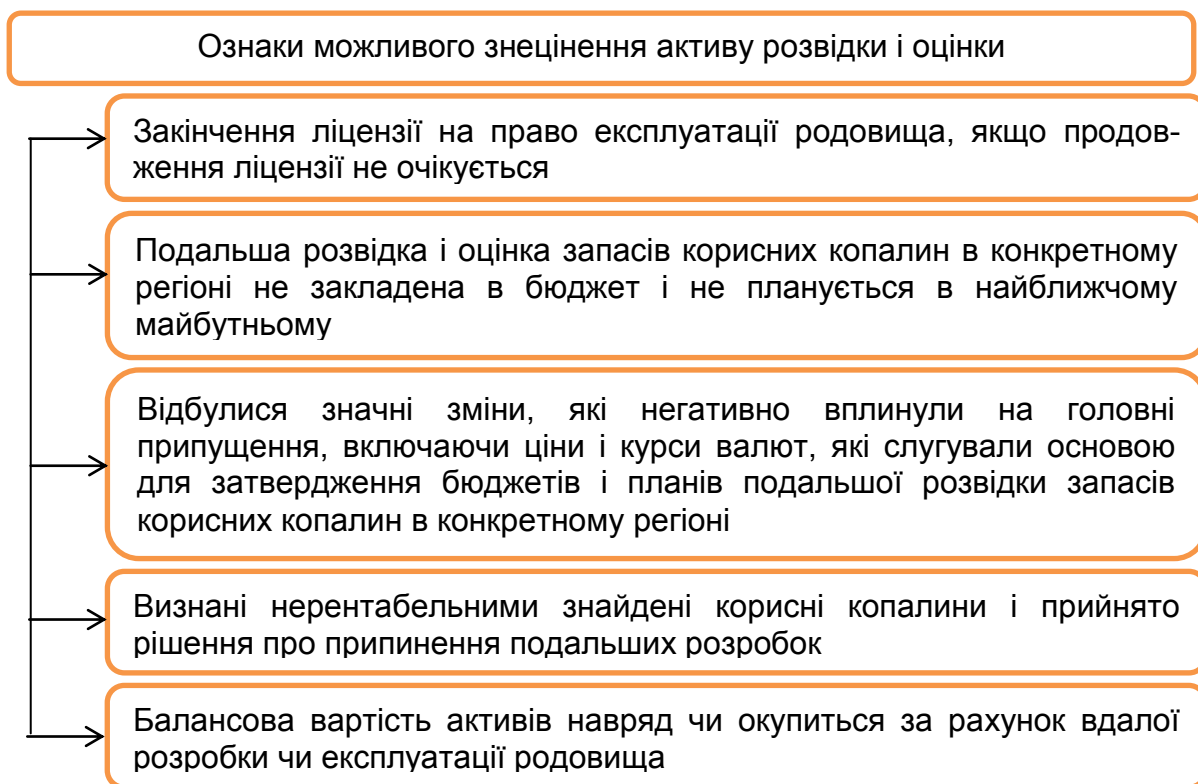 Ознаки можливого знецінення активу розвідки і оцінки
Закінчення ліцензії на право експлуатації родовища, якщо продов-
ження ліцензії не очікується
Подальша розвідка і оцінка запасів корисних копалин в конкретному
регіоні не закладена в бюджет і не планується в найближчому
майбутньому
Відбулися значні зміни, які негативно вплинули на головні
припущення, включаючи ціни і курси валют, які слугували основою
для затвердження бюджетів і планів подальшої розвідки запасів
корисних копалин в конкретному регіоні
Визнані нерентабельними знайдені корисні копалини і прийнято
рішення про припинення подальших розробок
Балансова вартість активів навряд чи окупиться за рахунок вдалої
розробки чи експлуатації родовища